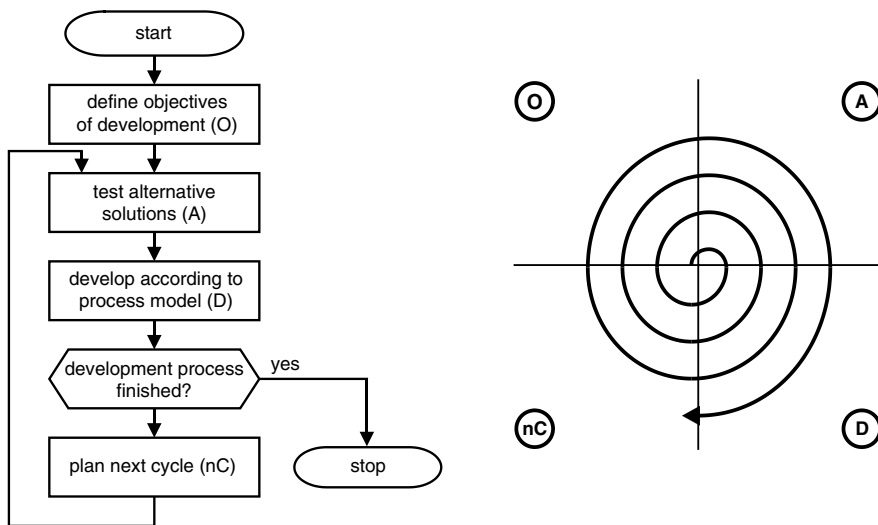 start
define objectives
of development (O)
test alternative
solutions (A)
develop according to
process model (D)
development process
finished?
yes
plan next cycle (nC)
stop
O
A
nC
D